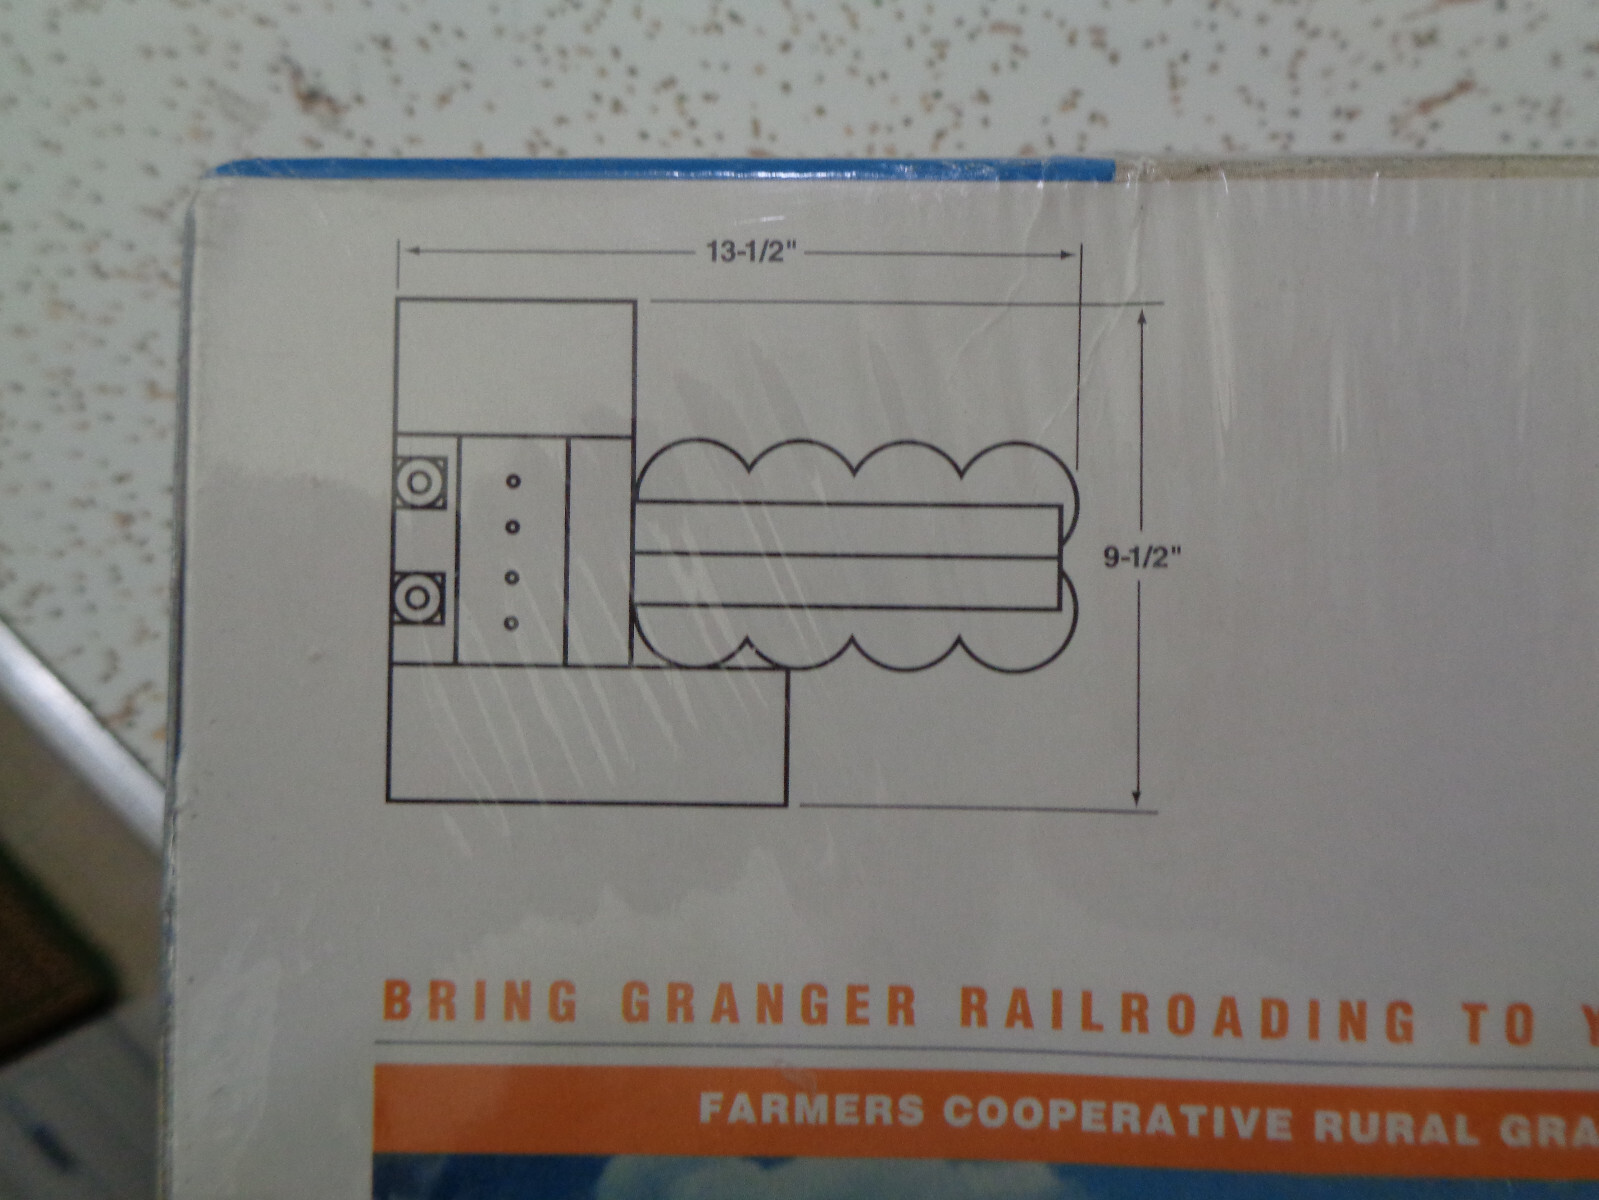 13-1/2"
9-1/2"
BRING GRANGER RAILROADING TO
FARMERS COOPERATIVE RURAL